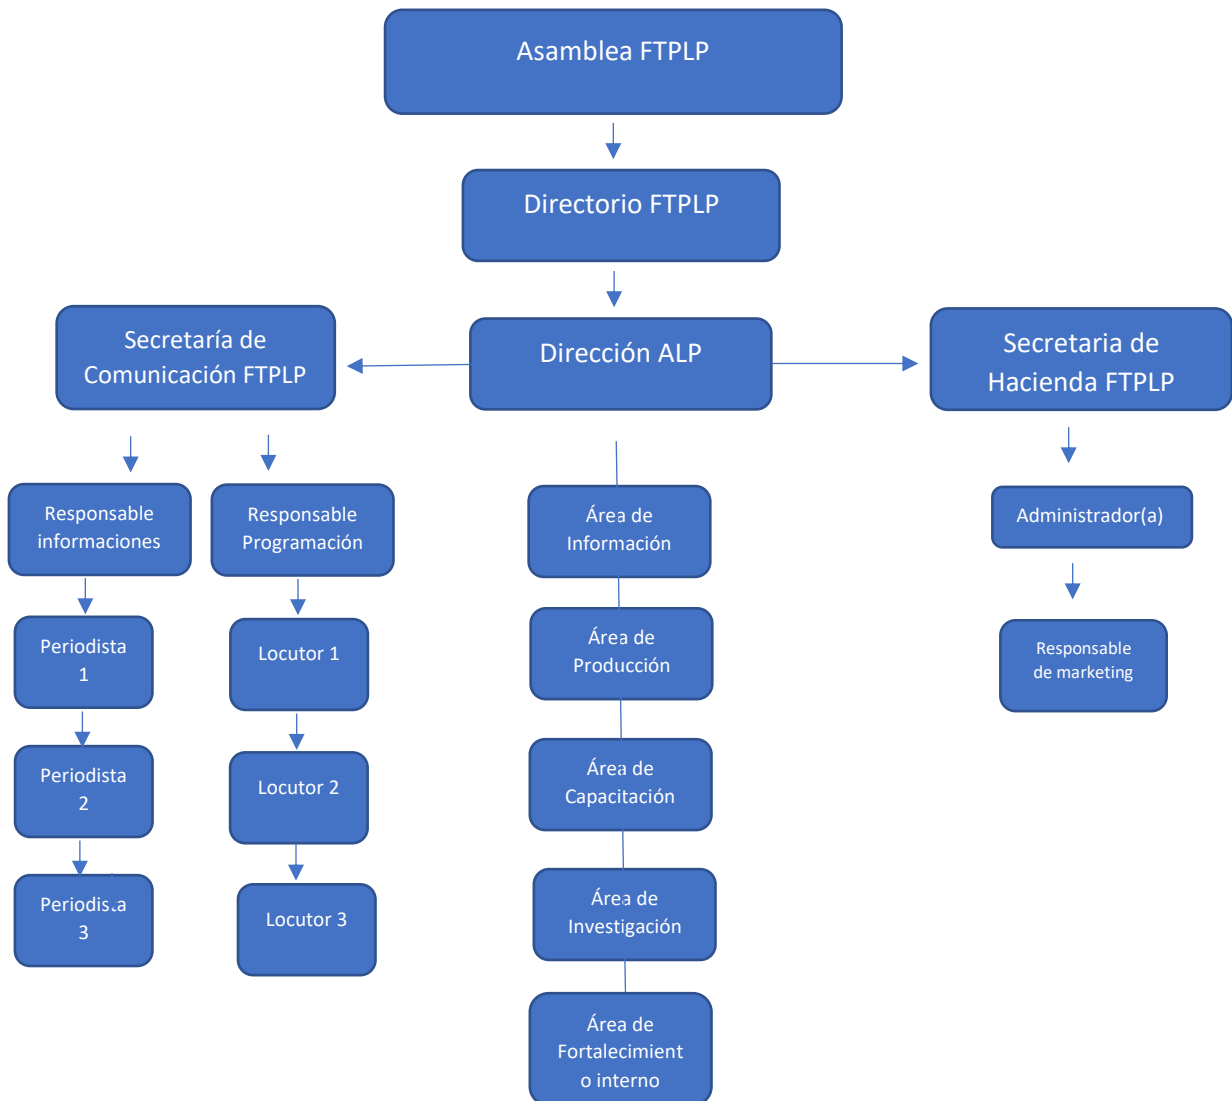 Asamblea FTPLP
Directorio FTPLP
Secretaría de
Comunicación FTPLP
Dirección ALP
Secretaria de
Hacienda FTPLP
Responsable
informaciones
Responsable
Programación
Área de
Información
Administrador(a)
Periodista
1
Locutor 1
Área de
Producción
Responsable
de marketing
Periodista
2
Locutor 2
Área de
Capacitación
Periodista
3
Locutor 3
Área de
Investigación
Área de
Fortalecimient
o interno